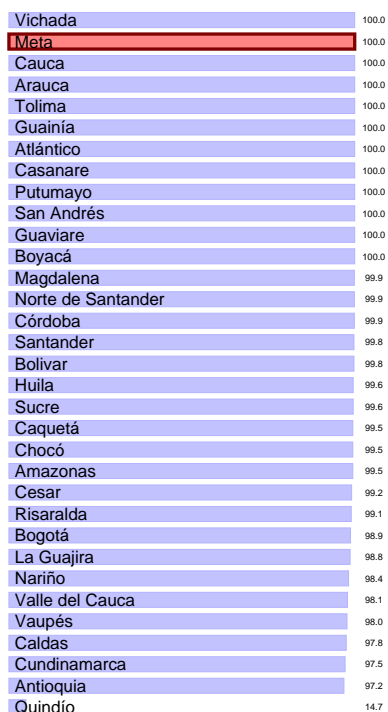 Vichada 100.0
Meta 100.0
Cauca 100.0
Arauca 100.0
Tolima 100.0
Guainía 100.0
Atlántico 100.0
Casanare 100.0
Putumayo 100.0
San Andrés 100.0
Guaviare 100.0
Boyacá 100.0
Magdalena 99.9
Norte de Santander 99.9
Córdoba 99.9
Santander 99.8
Bolivar 99.8
Huila 99.6
Sucre 99.6
Caquetá 99.5
Chocó 99.5
Amazonas 99.5
Cesar 99.2
Risaralda 99.1
Bogotá 98.9
La Guajira 98.8
Nariño 98.4
Valle del Cauca 98.1
Vaupés 98.0
Caldas 97.8
Cundinamarca 97.5
Antioquia 97.2
Quindío 14.7